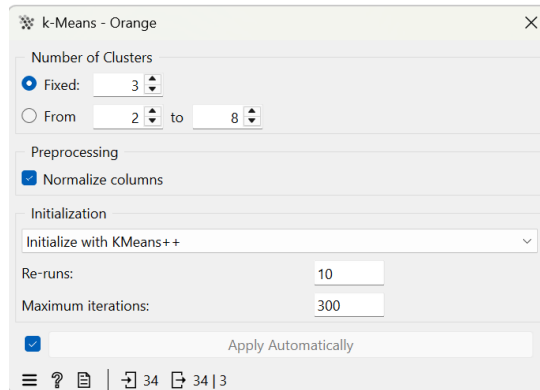 k-Means - Orange
Number of Clusters
Fixed: 3
From 2 to 8
Preprocessing
Normalize columns
Initialization
Initialize with KMeans++
Re-runs: 10
Maximum iterations: 300
Apply Automatically
? 34 34 | 3